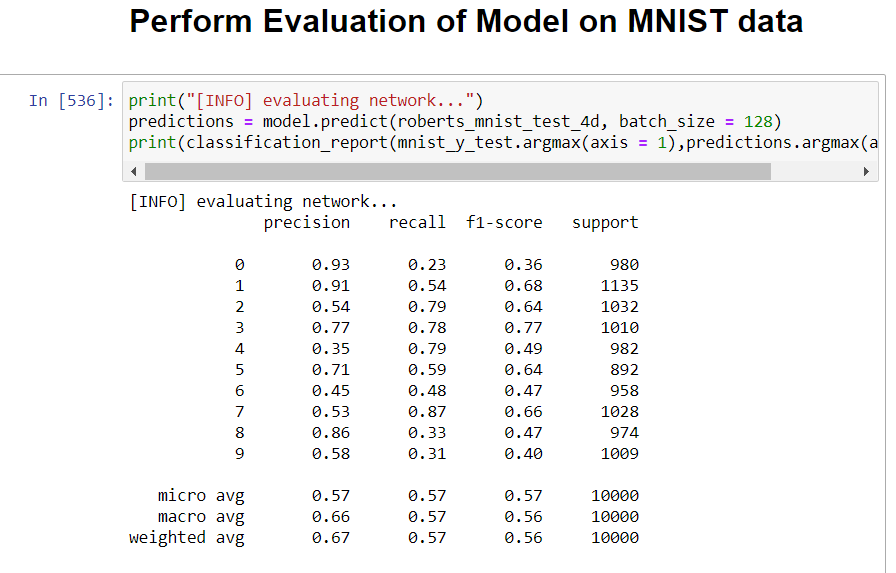 Perform Evaluation of Model on MNIST data
In [536]: print("[INFO] evaluating network...")
predictions = model.predict(roberts_mnist_test_4d, batch_size = 128)
print(classification_report(mnist_y_test.argmax(axis = 1),predictions.argmax(a
[INFO] evaluating network...
precision recall f1-score support
0 0.93 0.23 0.36 980
1 0.91 0.54 0.68 1135
2 0.54 0.79 0.64 1032
3 0.77 0.78 0.77 1010
4 0.35 0.79 0.49 982
5 0.71 0.59 0.64 892
6 0.45 0.48 0.47 958
7 0.53 0.87 0.66 1028
8 0.86 0.33 0.47 974
9 0.58 0.31 0.40 1009
micro avg 0.57 0.57 0.57 10000
macro avg 0.66 0.57 0.56 10000
weighted avg 0.67 0.57 0.56 10000